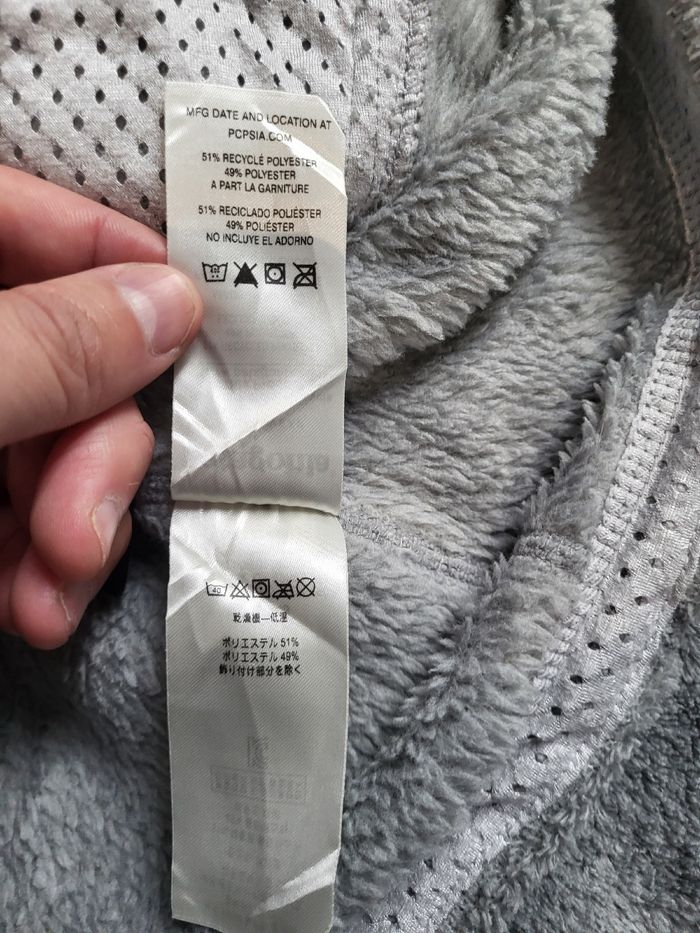 MFG DATE AND LOCATION AT
PCPSIA.COM
51% RECYCLÉ POLYESTER
49% POLYESTER
A PART LA GARNITURE
51% RECICLADO POLIÉSTER
49% POLIÉSTER
NO INCLUYE EL ADORNO
40
乾燥機—低温
ポリエステル 51%
ポリエステル 49%
飾り付け部分を除く